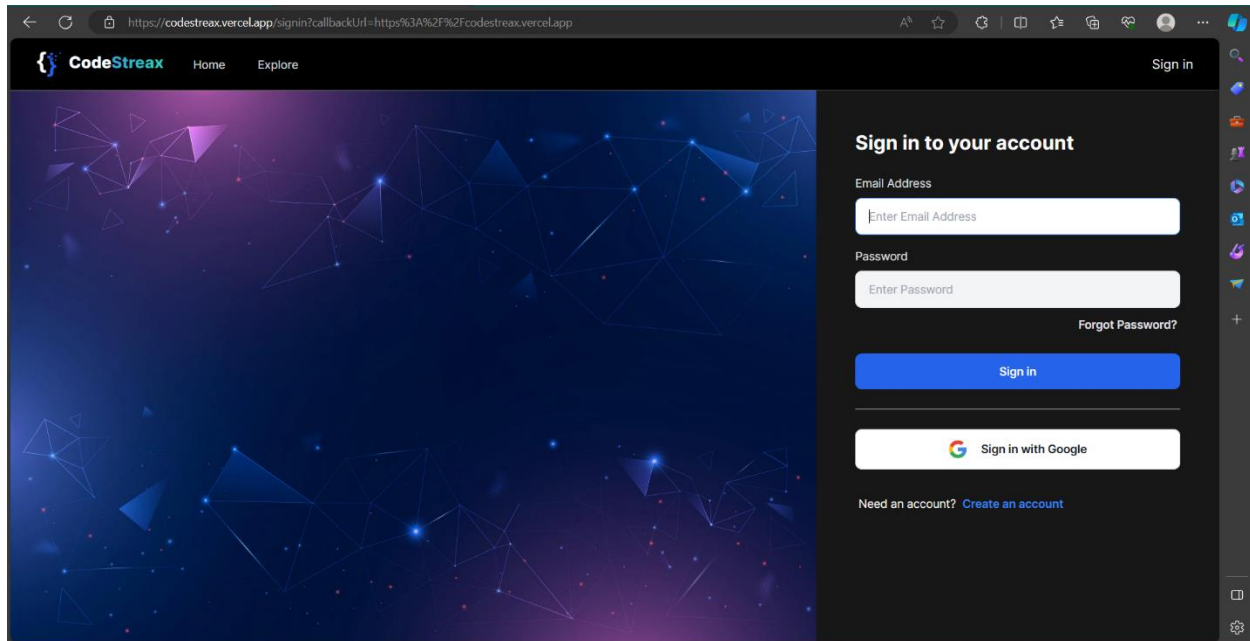 https://codestreax.vercel.app/signin?callbackUrl=https%3A%2F%2Fcodestreax.vercel.app
CodeStreax Home Explore Sign in
Sign in to your account
Email Address
Enter Email Address
Password
Enter Password
Forgot Password?
Sign in
Sign in with Google
Need an account? Create an account